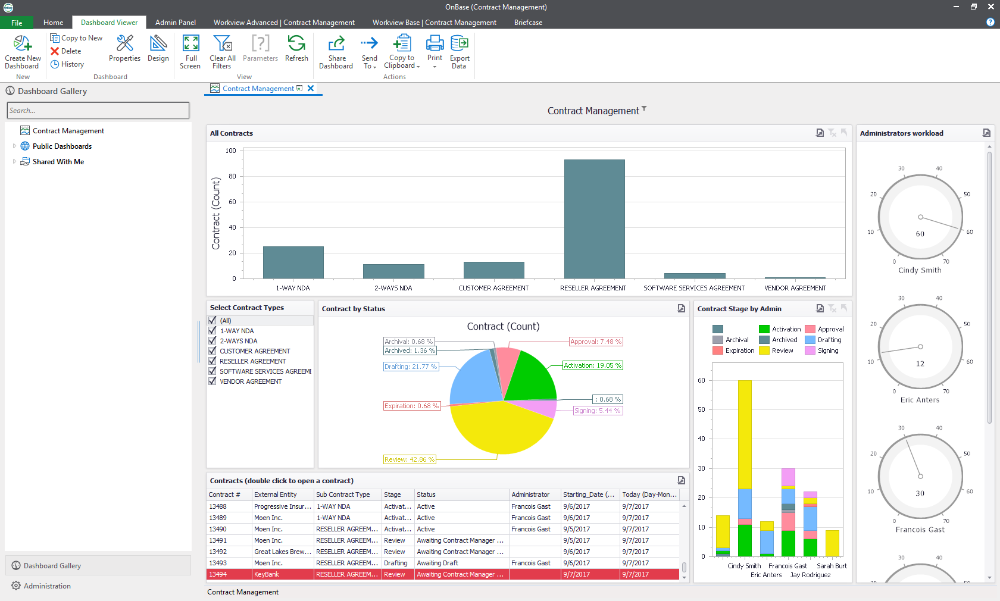 OnBase (Contract Management)
File
Home
Dashboard Viewer
Admin Panel
Workview Advanced | Contract Management
Workview Base | Contract Management
Briefcase
?
Create New Dashboard
New
Copy to New
Delete
History
Properties
Design
Dashboard
Full Screen
Clear All Filters
Parameters
Refresh
View
Share Dashboard
Send To
Copy to Clipboard
Print
Export Data
Actions
Dashboard Gallery
Search...
Contract Management
Public Dashboards
Shared With Me
Dashboard Gallery
Administration
Contract Management
Contract Management
All Contracts
Contract (Count)
100
80
60
40
20
0
1-WAY NDA
2-WAYS NDA
CUSTOMER AGREEMENT
RESELLER AGREEMENT
SOFTWARE SERVICES AGREEMENT
VENDOR AGREEMENT
Select Contract Types
(All)
1-WAY NDA
2-WAYS NDA
CUSTOMER AGREEMENT
RESELLER AGREEMENT
SOFTWARE SERVICES AGREEME
VENDOR AGREEMENT
Contract by Status
Contract (Count)
Archival: 0.68 %
Archived: 1.36 %
Drafting: 21.77 %
Expiration: 0.68 %
Review: 42.86 %
Approval: 7.48 %
Activation: 19.05 %
: 0.68 %
Signing: 5.44 %
Contract Stage by Admin
Activation Approval
Archival Archived Drafting
Expiration Review Signing
60
50
40
30
20
10
0
Cindy Smith Francois Gast Sarah Burt
Eric Anters Jay Rodriguez
Contracts (double click to open a contract)
Contract # External Entity Sub Contract Type Stage Status Administrator Starting_Date (... Today (Day-Mon...
13488 Progressive Insur... 1-WAY NDA Activat... Active Francois Gast 9/6/2017 9/7/2017
13489 Moen Inc. 1-WAY NDA Activat... Active Francois Gast 9/6/2017 9/7/2017
13490 Moen Inc. RESELLER AGREEM... Activat... Active Francois Gast 9/5/2017 9/7/2017
13491 Moen Inc. RESELLER AGREEM... Review Awaiting Contract Manager ... 9/5/2017 9/7/2017
13492 Great Lakes Brew... RESELLER AGREEM... Review Awaiting Contract Manager ... 9/6/2017 9/7/2017
13493 Moen Inc. RESELLER AGREEM... Drafting Awaiting Draft Francois Gast 9/6/2017 9/7/2017
13494 KeyBank RESELLER AGREEM... Review Awaiting Contract Manager ... 9/7/2017 9/7/2017
Contract Management
Administrators workload
30 40
20 50
10 60
60
0 70
Cindy Smith
30 40
20 50
10 60
12
0 70
Eric Anters
30 40
20 50
10 60
30
0 70
Francois Gast
30 40